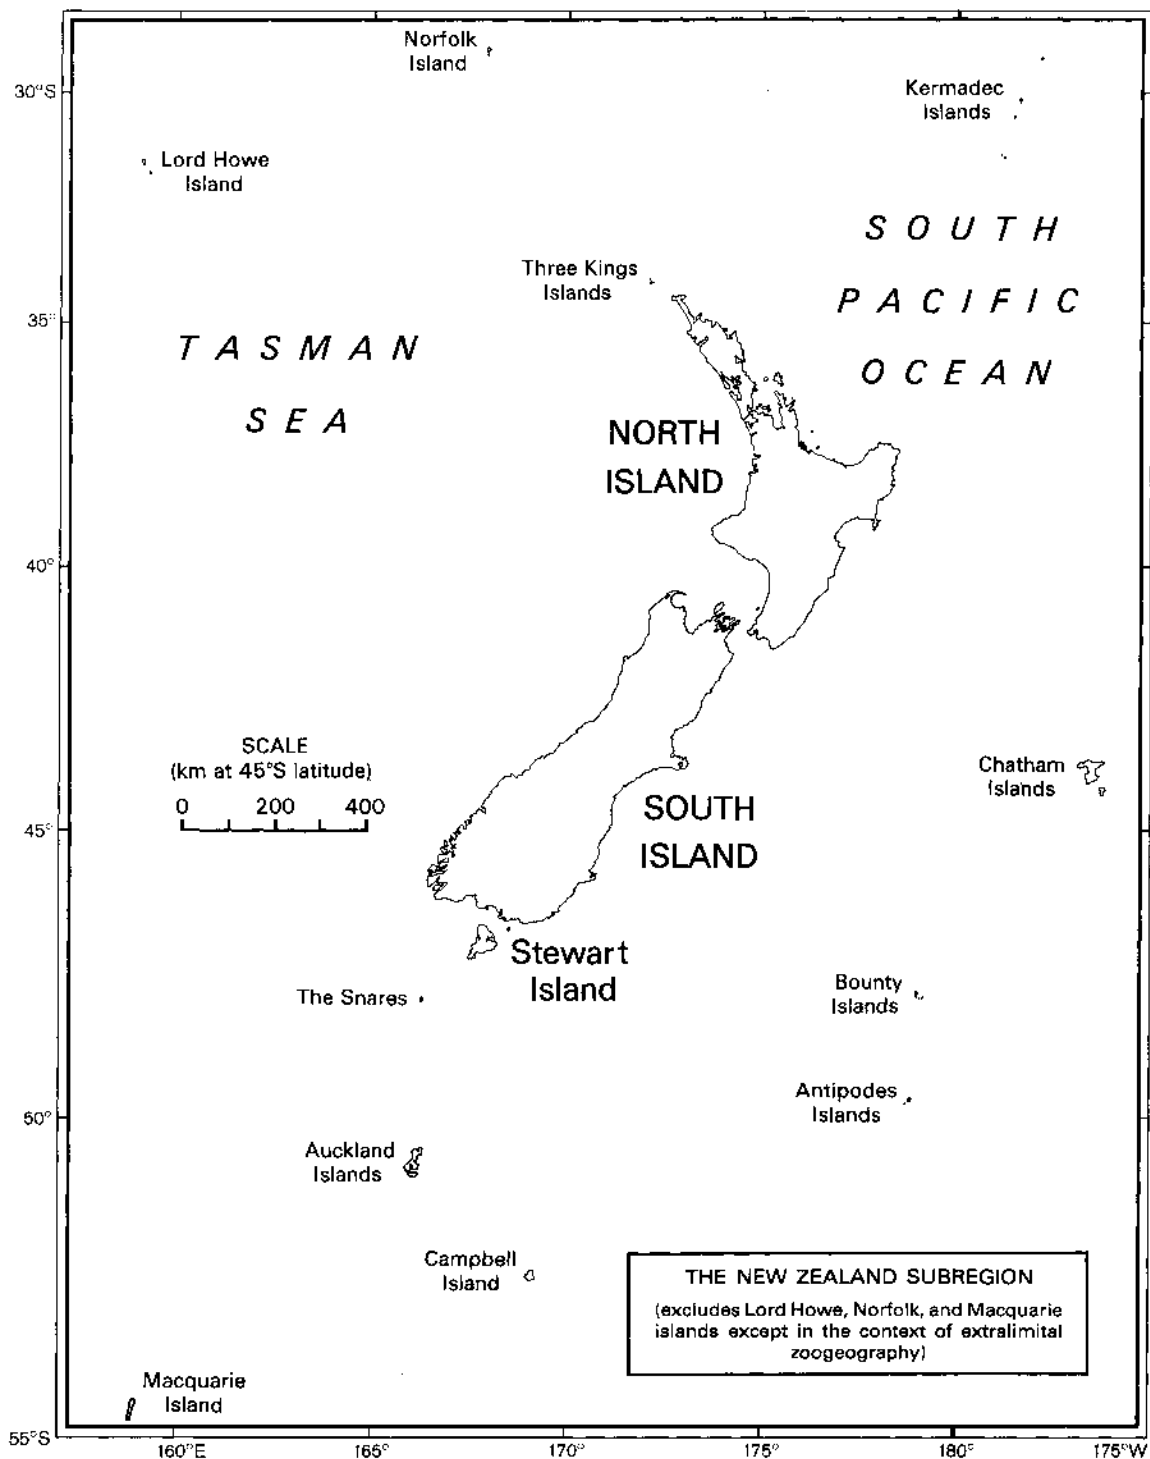 Norfolk
Island
30°S
Kermadec
Islands
Lord Howe
Island
SOUTH
PACIFIC
OCEAN
Three Kings
Islands
35°
TASMAN
SEA
NORTH
ISLAND
40°
SCALE
(km at 45°S latitude)
0 200 400
Chatham
Islands
SOUTH
ISLAND
45°
Stewart
Island
The Snares
Bounty
Islands
Antipodes
Islands
50°
Auckland
Islands
Campbell
Island
THE NEW ZEALAND SUBREGION
(excludes Lord Howe, Norfolk, and Macquarie
islands except in the context of extralimital
zoogeography)
Macquarie
Island
55°S
160°E 165° 170° 175° 180° 175°W